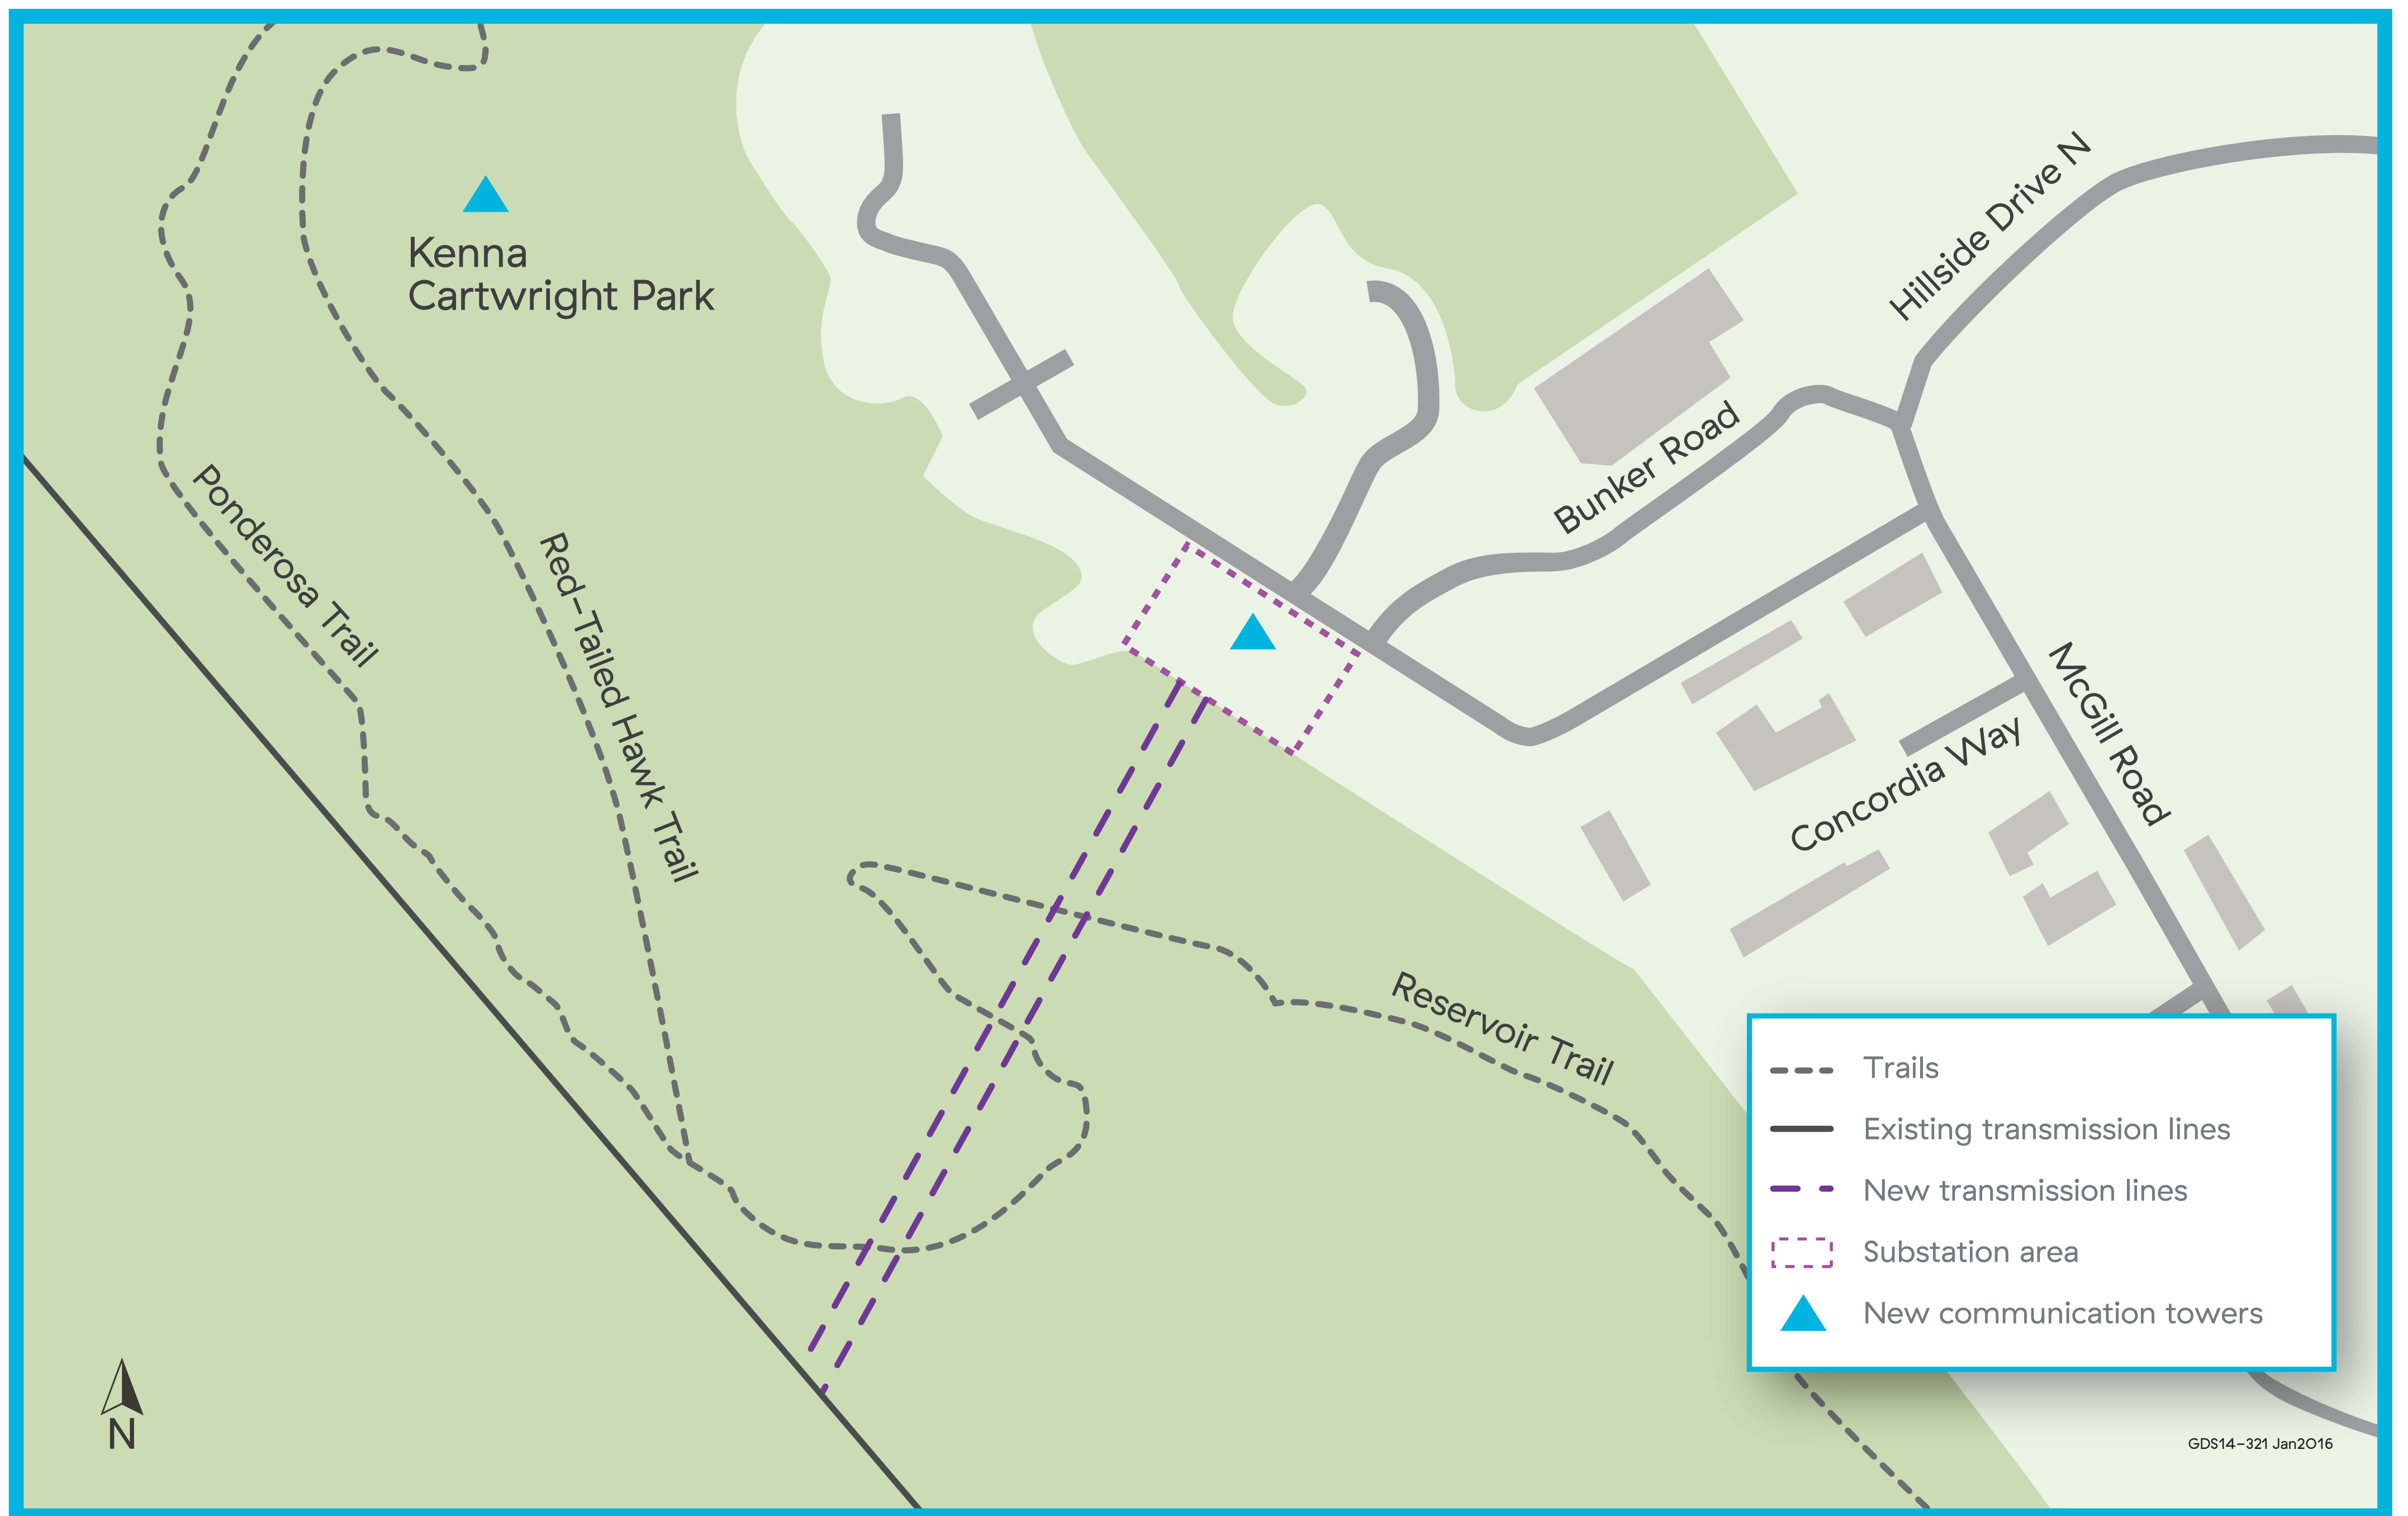 Hillside Drive N
Kenna
Cartwright Park
Bunker Road
Ponderosa Trail
Red-Tailed Hawk Trail
McGill Road
Concordia Way
Reservoir Trail
Trails
Existing transmission lines
New transmission lines
Substation area
New communication towers
N
GDS14-321 Jan2016